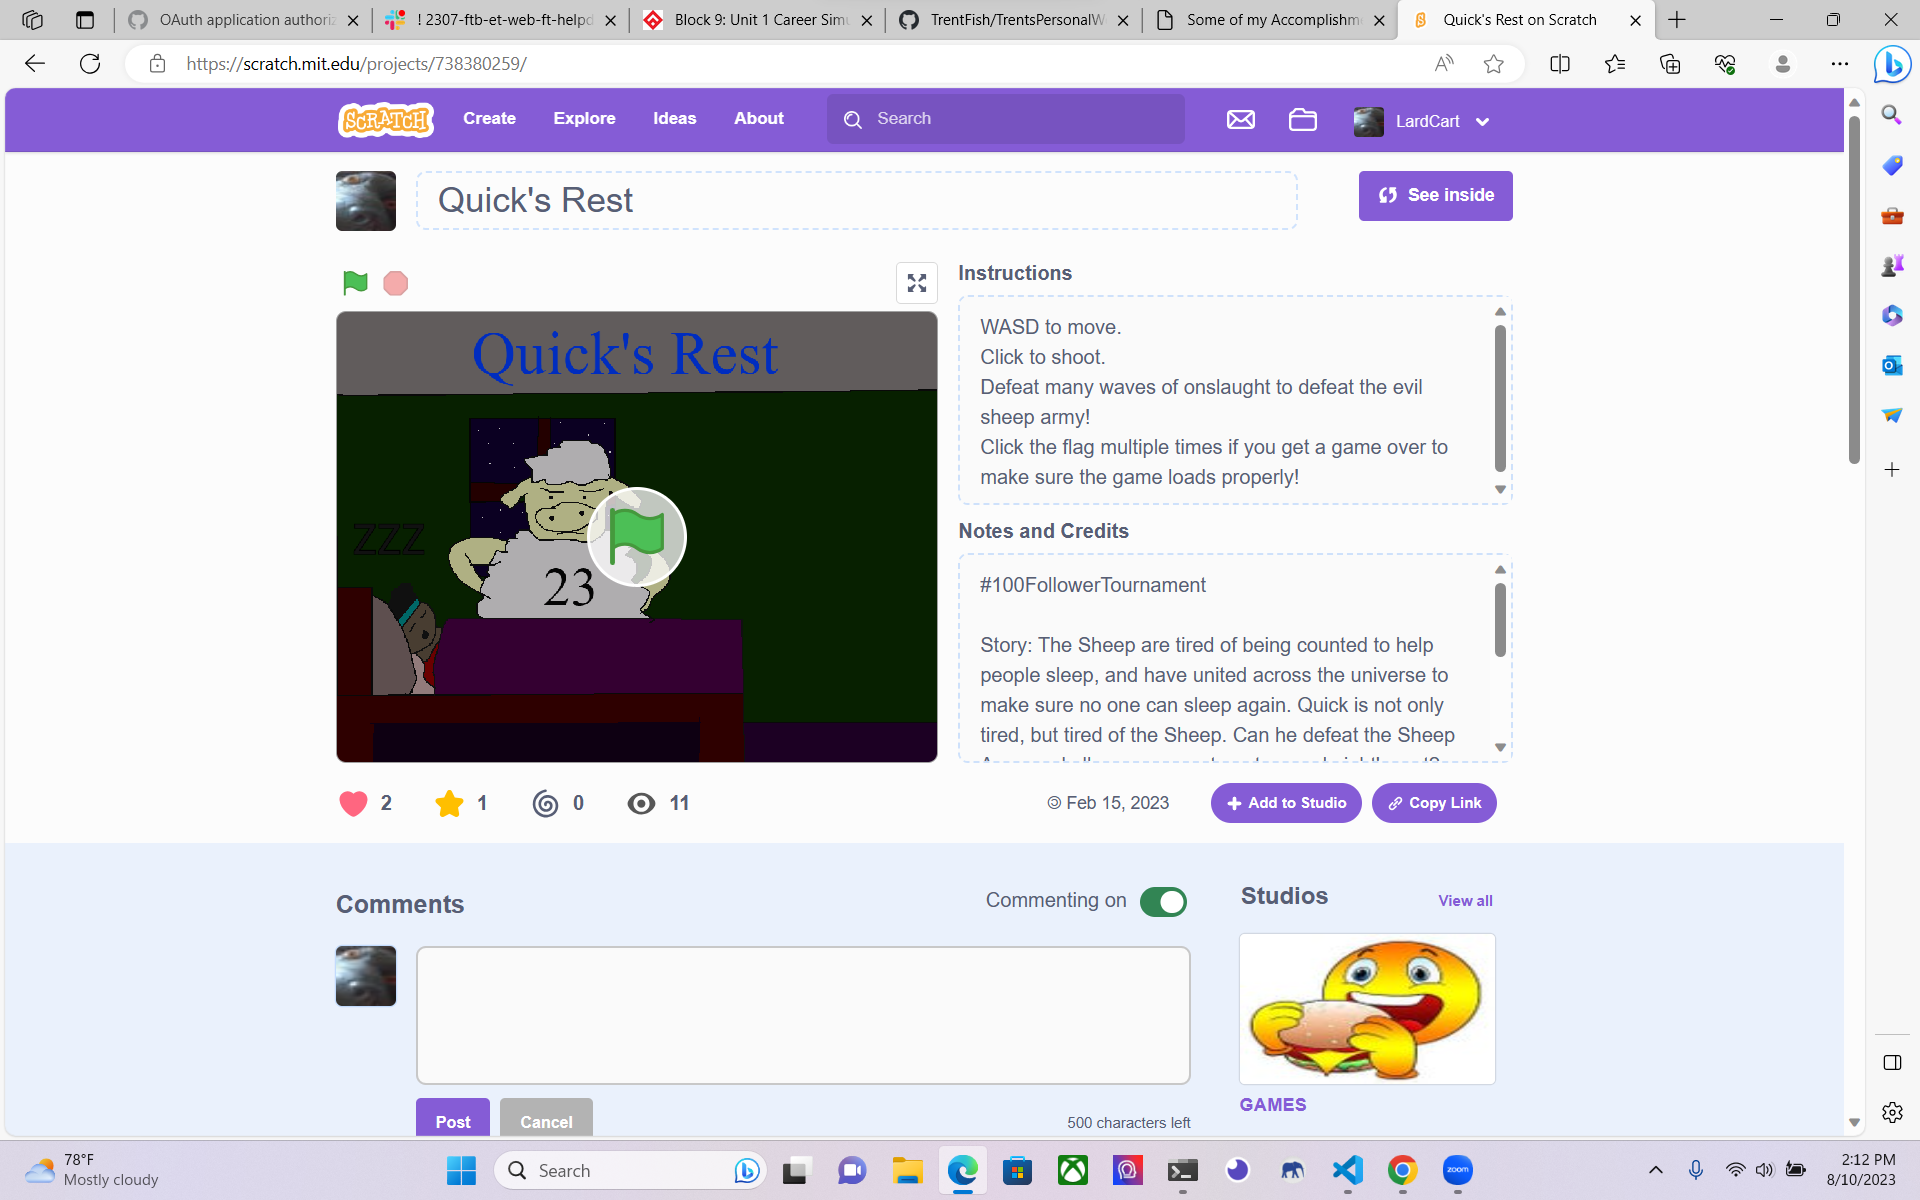 OAuth application authoriz
! 2307-ftb-et-web-ft-helpd
Block 9: Unit 1 Career Simu
TrentFish/TrentsPersonalW
Some of my Accomplishme
Quick's Rest on Scratch
https://scratch.mit.edu/projects/738380259/
SCRATCH
Create
Explore
Ideas
About
Search
LardCart
Quick's Rest
See inside
Quick's Rest
ZZZ
23
Instructions
WASD to move.
Click to shoot.
Defeat many waves of onslaught to defeat the evil
sheep army!
Click the flag multiple times if you get a game over to
make sure the game loads properly!
Notes and Credits
#100FollowerTournament
Story: The Sheep are tired of being counted to help
people sleep, and have united across the universe to
make sure no one can sleep again. Quick is not only
tired, but tired of the Sheep. Can he defeat the Sheep
2
1
0
11
© Feb 15, 2023
Add to Studio
Copy Link
Comments
Commenting on
Studios
View all
GAMES
Post
Cancel
500 characters left
78°F
Mostly cloudy
Search
zoom
2:12 PM
8/10/2023